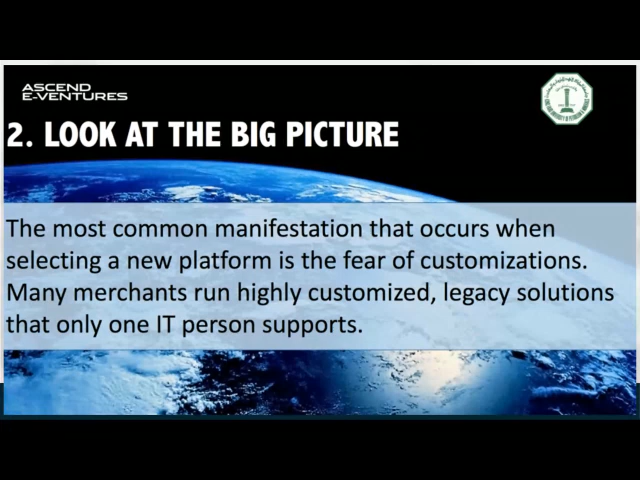 ASCEND
E-VENTURES
2. LOOK AT THE BIG PICTURE
The most common manifestation that occurs when
selecting a new platform is the fear of customizations.
Many merchants run highly customized, legacy solutions
that only one IT person supports.